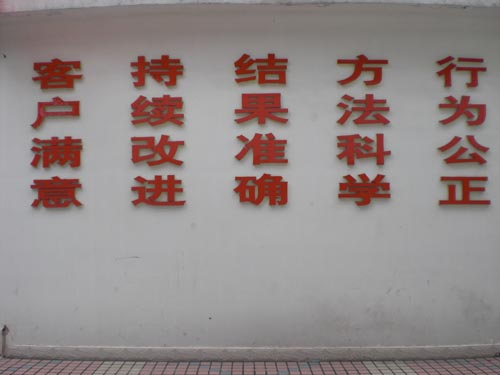 行为公正
方法科学
结果准确
持续改进
客户满意